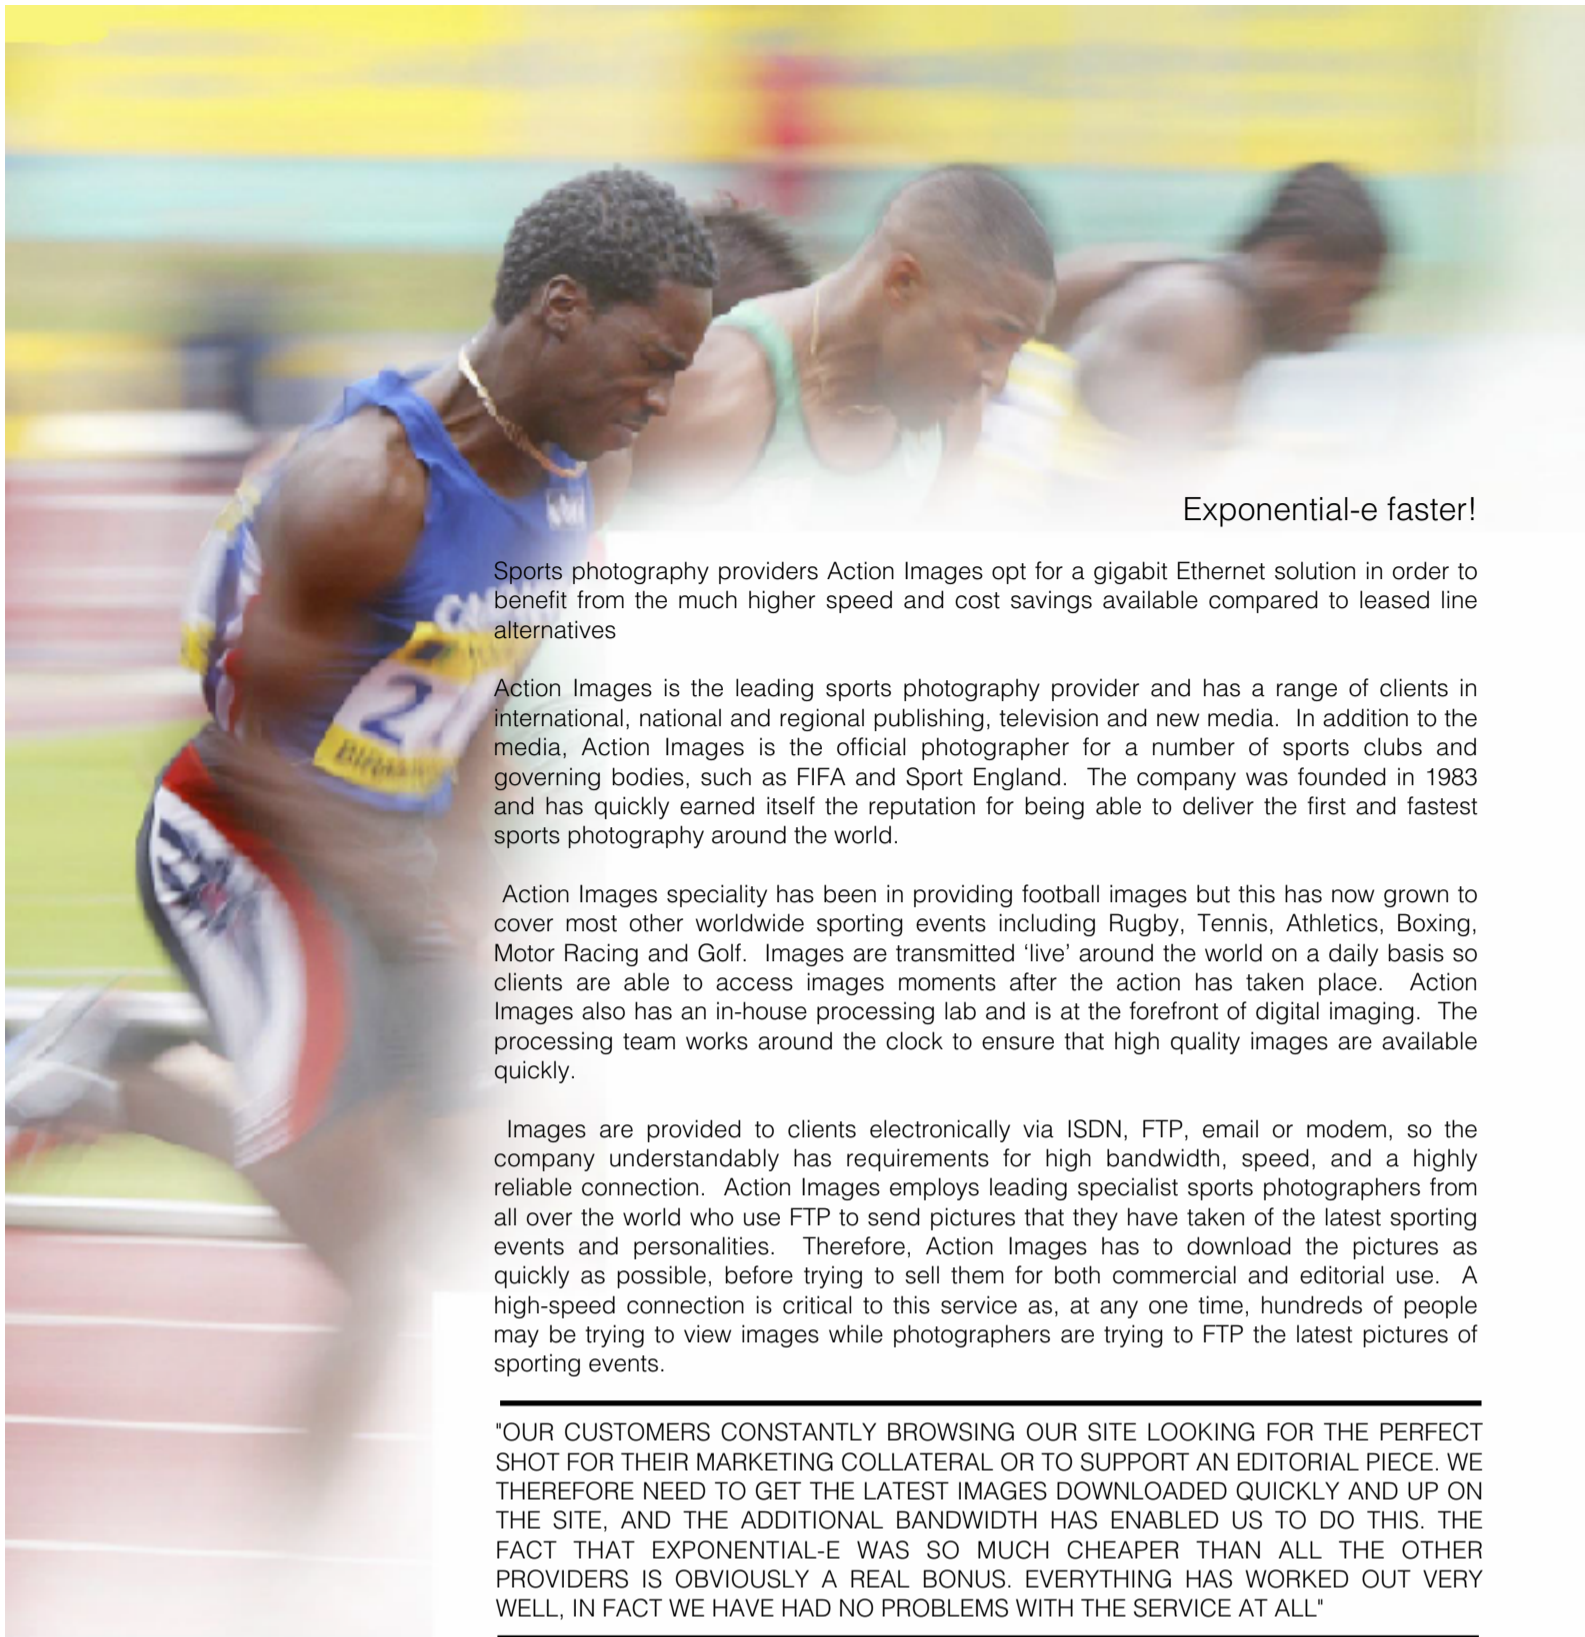 Exponential-e faster!
Sports photography providers Action Images opt for a gigabit Ethernet solution in order to
benefit from the much higher speed and cost savings available compared to leased line
alternatives
Action Images is the leading sports photography provider and has a range of clients in
international, national and regional publishing, television and new media.  In addition to the
media, Action Images is the official photographer for a number of sports clubs and
governing bodies, such as FIFA and Sport England.  The company was founded in 1983
and has quickly earned itself the reputation for being able to deliver the first and fastest
sports photography around the world.
Action Images speciality has been in providing football images but this has now grown to
cover most other worldwide sporting events including Rugby, Tennis, Athletics, Boxing,
Motor Racing and Golf.  Images are transmitted ‘live’ around the world on a daily basis so
clients are able to access images moments after the action has taken place.  Action
Images also has an in-house processing lab and is at the forefront of digital imaging.  The
processing team works around the clock to ensure that high quality images are available
quickly.
Images are provided to clients electronically via ISDN, FTP, email or modem, so the
company understandably has requirements for high bandwidth, speed, and a highly
reliable connection.  Action Images employs leading specialist sports photographers from
all over the world who use FTP to send pictures that they have taken of the latest sporting
events and personalities.  Therefore, Action Images has to download the pictures as
quickly as possible, before trying to sell them for both commercial and editorial use.  A
high-speed connection is critical to this service as, at any one time, hundreds of people
may be trying to view images while photographers are trying to FTP the latest pictures of
sporting events.
"OUR CUSTOMERS CONSTANTLY BROWSING OUR SITE LOOKING FOR THE PERFECT
SHOT FOR THEIR MARKETING COLLATERAL OR TO SUPPORT AN EDITORIAL PIECE. WE
THEREFORE NEED TO GET THE LATEST IMAGES DOWNLOADED QUICKLY AND UP ON
THE SITE, AND THE ADDITIONAL BANDWIDTH HAS ENABLED US TO DO THIS. THE
FACT THAT EXPONENTIAL-E WAS SO MUCH CHEAPER THAN ALL THE OTHER
PROVIDERS IS OBVIOUSLY A REAL BONUS. EVERYTHING HAS WORKED OUT VERY
WELL, IN FACT WE HAVE HAD NO PROBLEMS WITH THE SERVICE AT ALL"